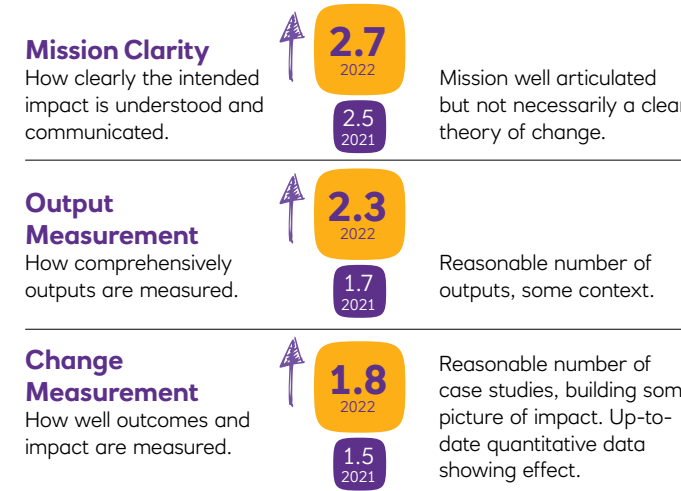 Mission Clarity
How clearly the intended
impact is understood and
communicated.
2.7
2022
2.5
2021
Mission well articulated
but not necessarily a clear
theory of change.
Output
Measurement
How comprehensively
outputs are measured.
2.3
2022
1.7
2021
Reasonable number of
outputs, some context.
Change
Measurement
How well outcomes and
impact are measured.
1.8
2022
1.5
2021
Reasonable number of
case studies, building som
picture of impact. Up-to-
date quantitative data
showing effect.